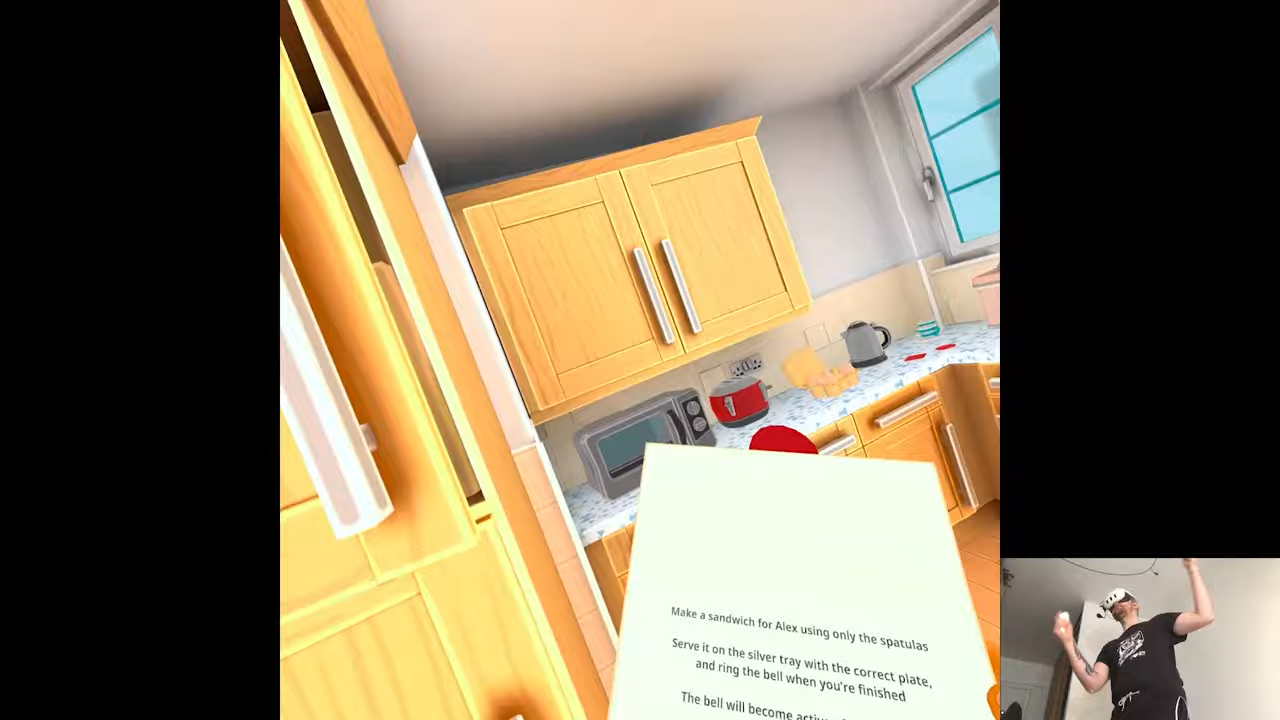 Make a sandwich for Alex using only the spatulas
Serve it on the silver tray with the correct plate,
and ring the bell when you're finished
The bell will become